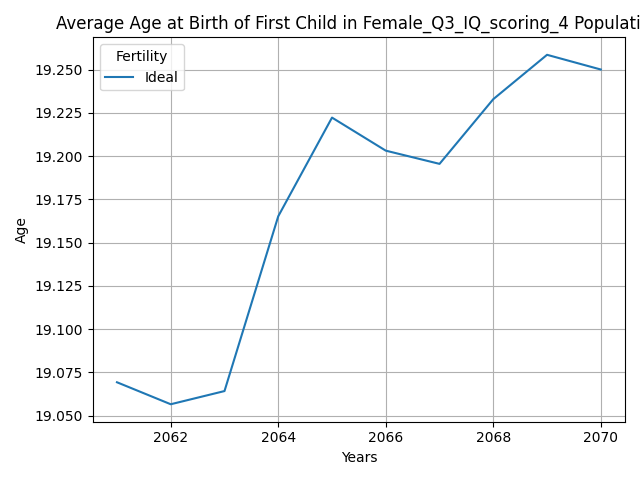 Average Age at Birth of First Child in Female_Q3_IQ_scoring_4 Populati
Fertility
Ideal
19.250
19.225
19.200
19.175
19.150
19.125
19.100
19.075
19.050
Age
2062 2064 2066 2068 2070
Years